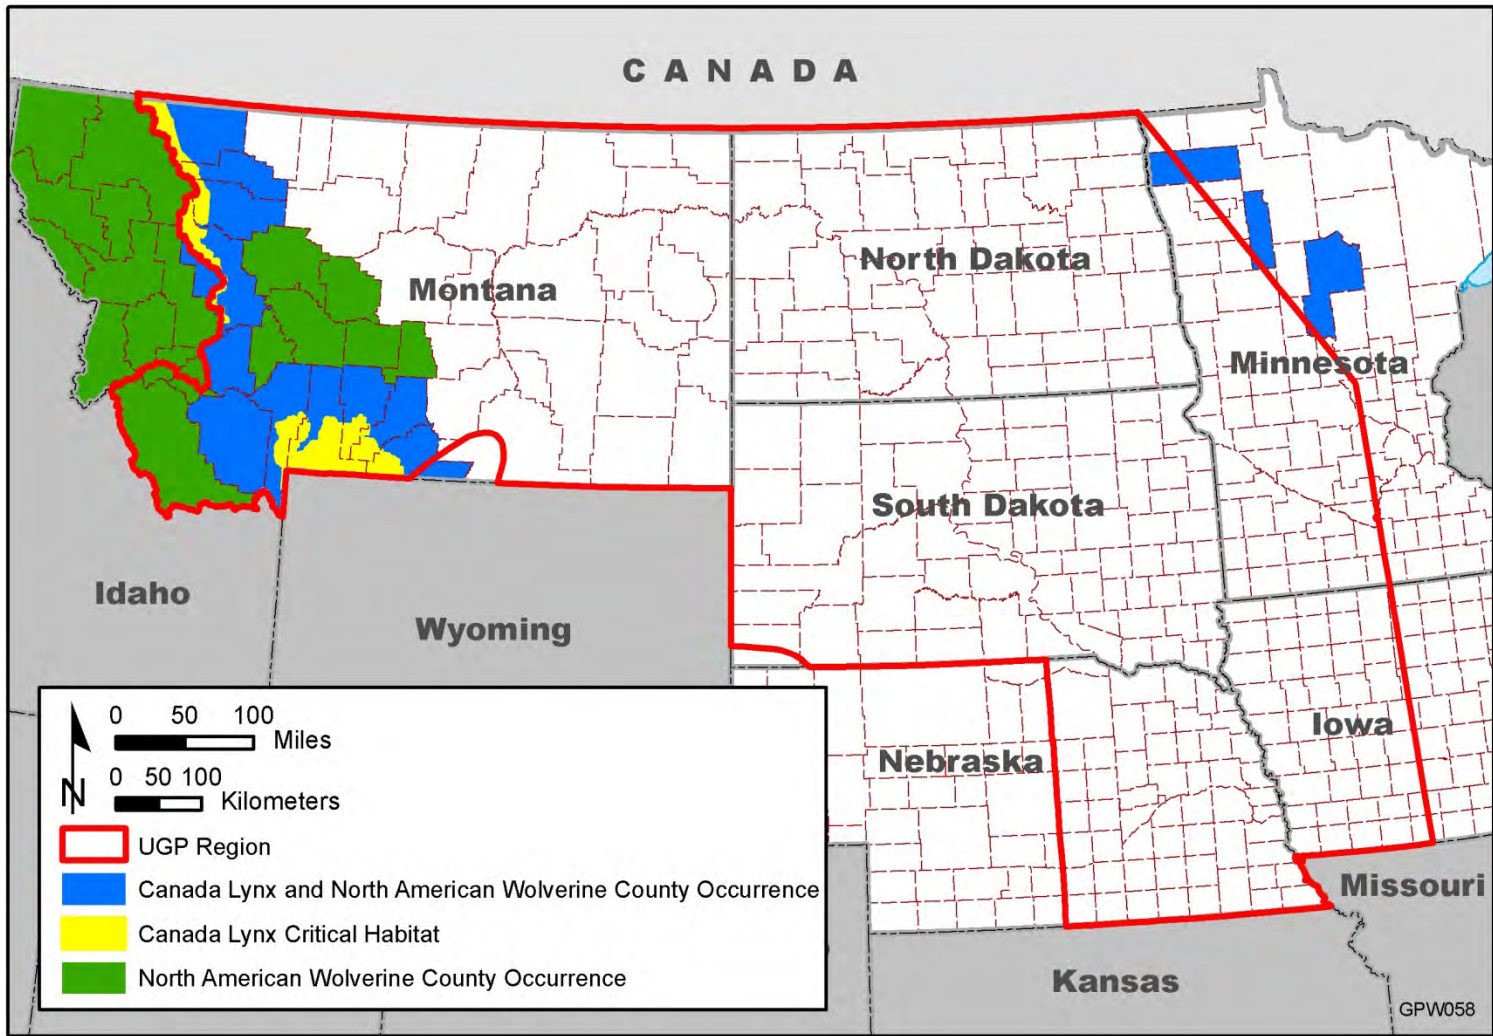 C A N A D A
Montana
North Dakota
Minnesota
South Dakota
Idaho
Wyoming
Iowa
Nebraska
Missouri
Kansas
N
0 50 100
Miles
0 50 100
Kilometers
UGP Region
Canada Lynx and North American Wolverine County Occurrence
Canada Lynx Critical Habitat
North American Wolverine County Occurrence
GPW058